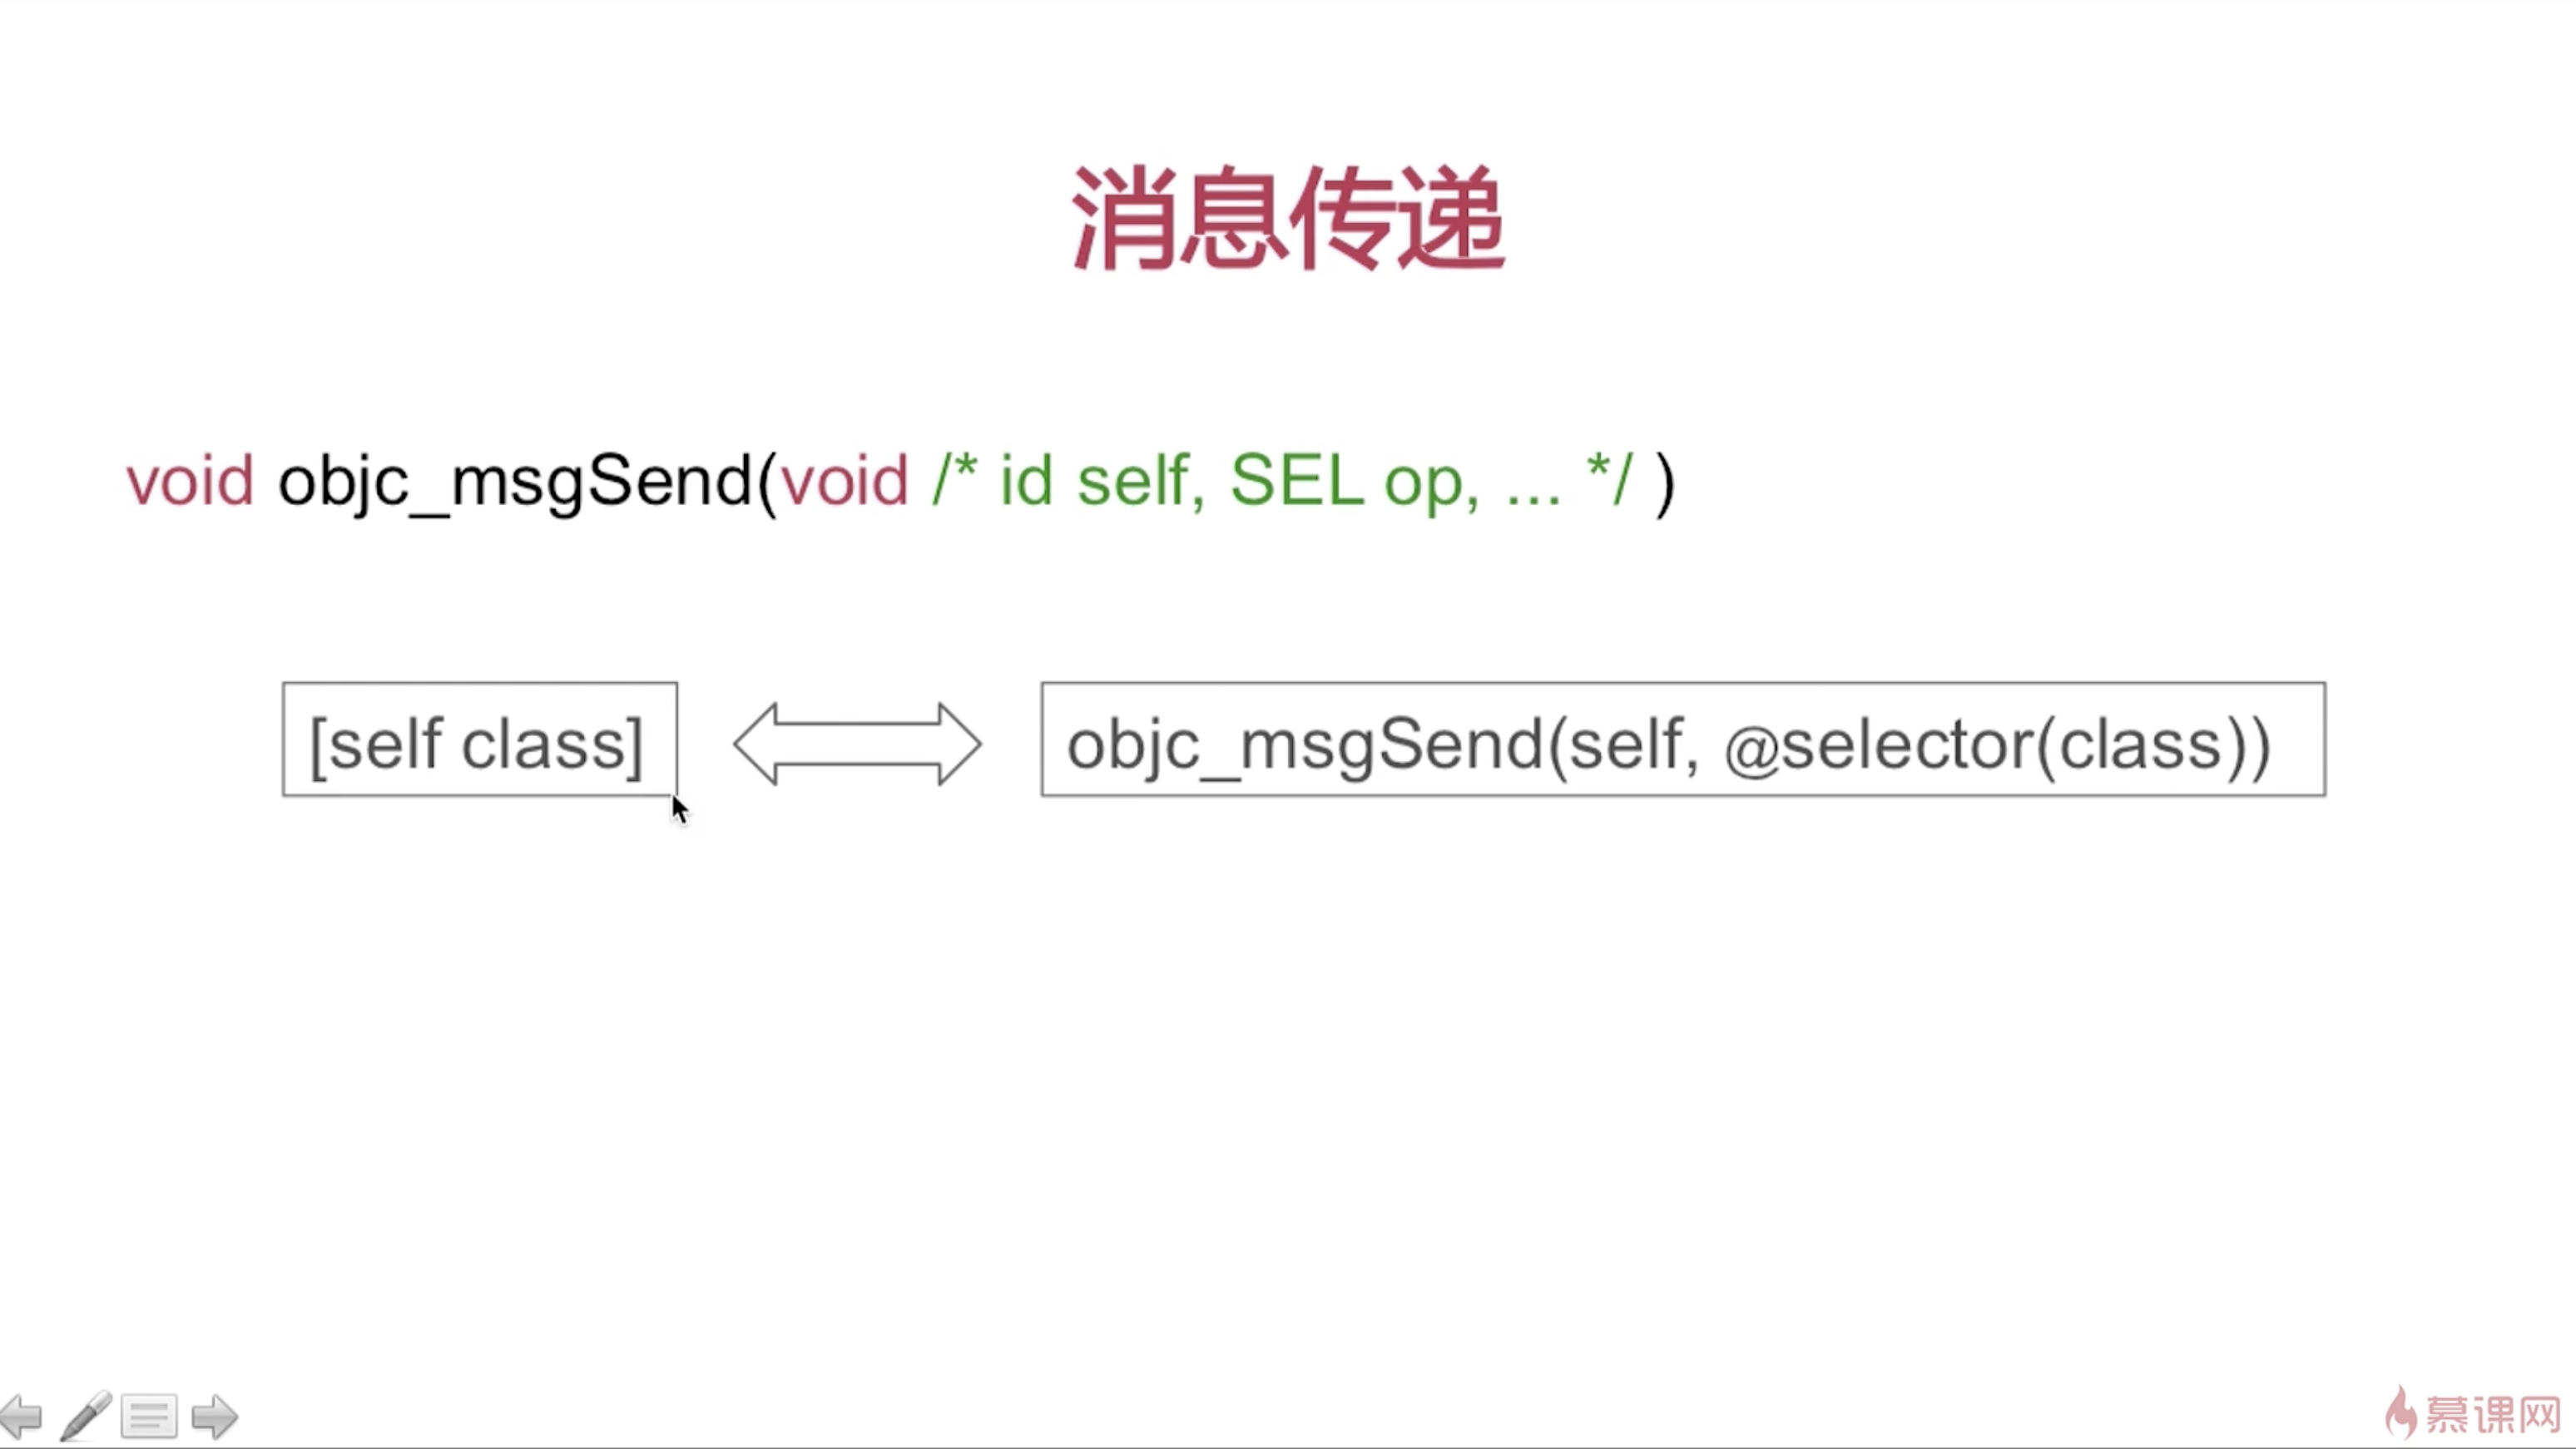 消息传递
void objc_msgSend(void /* id self, SEL op, ... */ )
[self class]
objc_msgSend(self, @selector(class))
慕课网